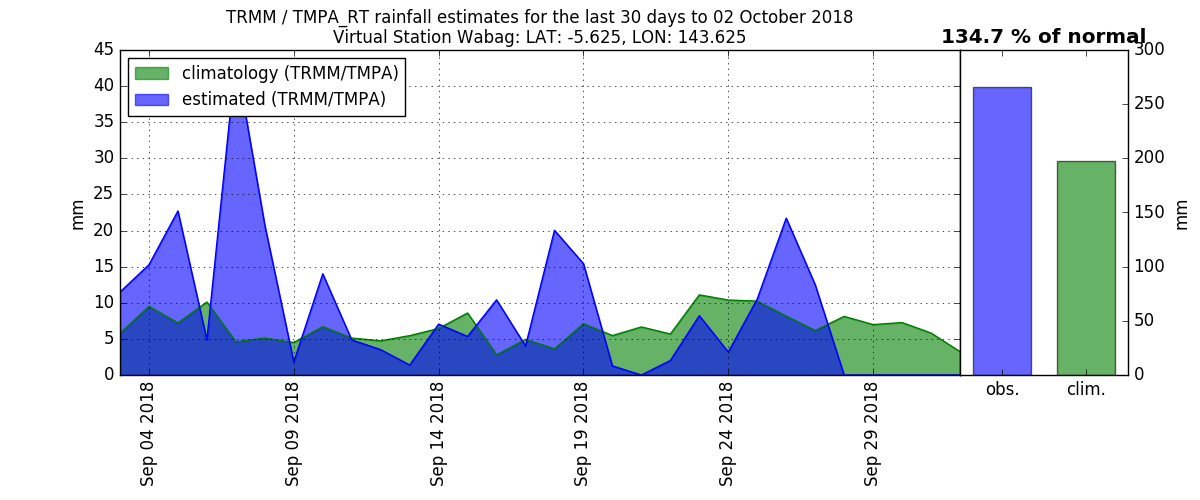 TRMM / TMPA_RT rainfall estimates for the last 30 days to 02 October 2018
Virtual Station Wabag: LAT: -5.625, LON: 143.625
134.7 % of normal
climatology (TRMM/TMPA)
estimated (TRMM/TMPA)
mm
45
40
35
30
25
20
15
10
5
0
Sep 04 2018
Sep 09 2018
Sep 14 2018
Sep 19 2018
Sep 24 2018
Sep 29 2018
300
250
200
150
100
50
0
mm
obs.
clim.